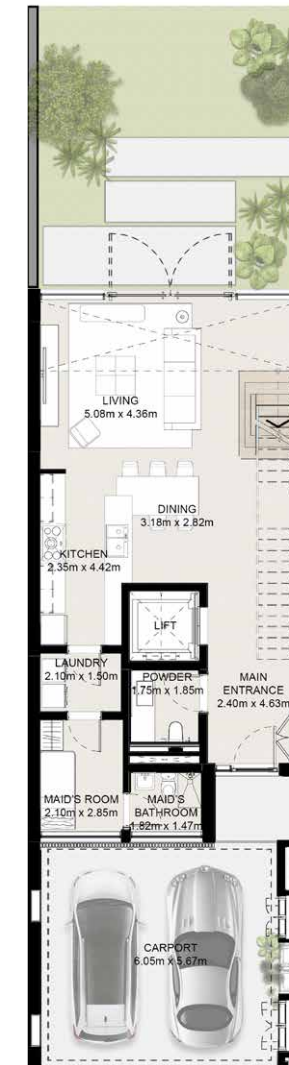 LIVING
5.08m x 4.36m
DINING
3.18m x 2.82m
KITCHEN
2.35m x 4.42m
LIFT
LAUNDRY
2.10m x 1.50m
POWDER
1.75m x 1.85m
MAIN
ENTRANCE
2.40m x 4.63m
MAID'S ROOM
2.10m x 2.85m
MAID'S
BATHROOM
1.82m x 1.47m
CARPORT
6.05m x 5.67m